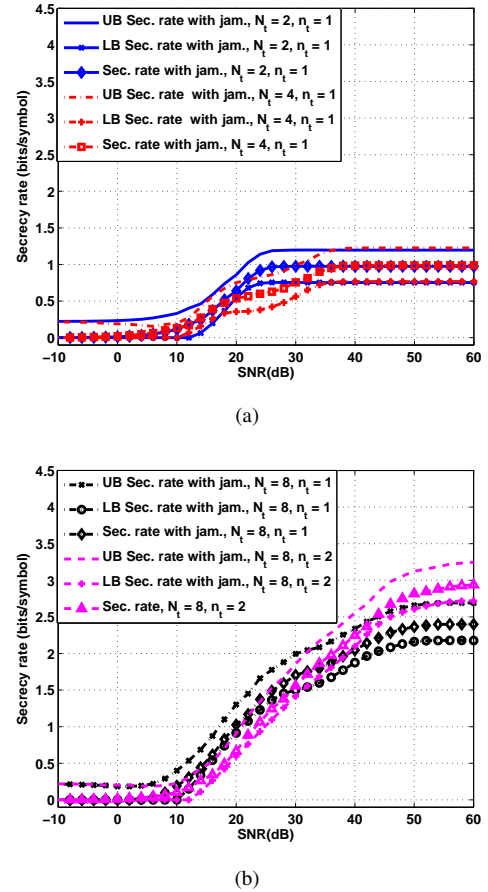 4.5
4
3.5
3
2.5
2
1.5
1
0.5
0
Secrecy rate (bits/symbol)
UB Sec. rate with jam., N_t = 2, n_t = 1
LB Sec. rate with jam., N_t = 2, n_t = 1
Sec. rate with jam., N_t = 2, n_t = 1
UB Sec. rate with jam., N_t = 4, n_t = 1
LB Sec. rate with jam., N_t = 4, n_t = 1
Sec. rate with jam., N_t = 4, n_t = 1
−10 0 10 20 30 40 50 60
SNR(dB)
(a)
4.5
4
3.5
3
2.5
2
1.5
1
0.5
0
Secrecy rate (bits/symbol)
UB Sec. rate with jam., N_t = 8, n_t = 1
LB Sec. rate with jam., N_t = 8, n_t = 1
Sec. rate with jam., N_t = 8, n_t = 1
UB Sec. rate with jam., N_t = 8, n_t = 2
LB Sec. rate with jam., N_t = 8, n_t = 2
Sec. rate, N_t = 8, n_t = 2
−10 0 10 20 30 40 50 60
SNR(dB)
(b)